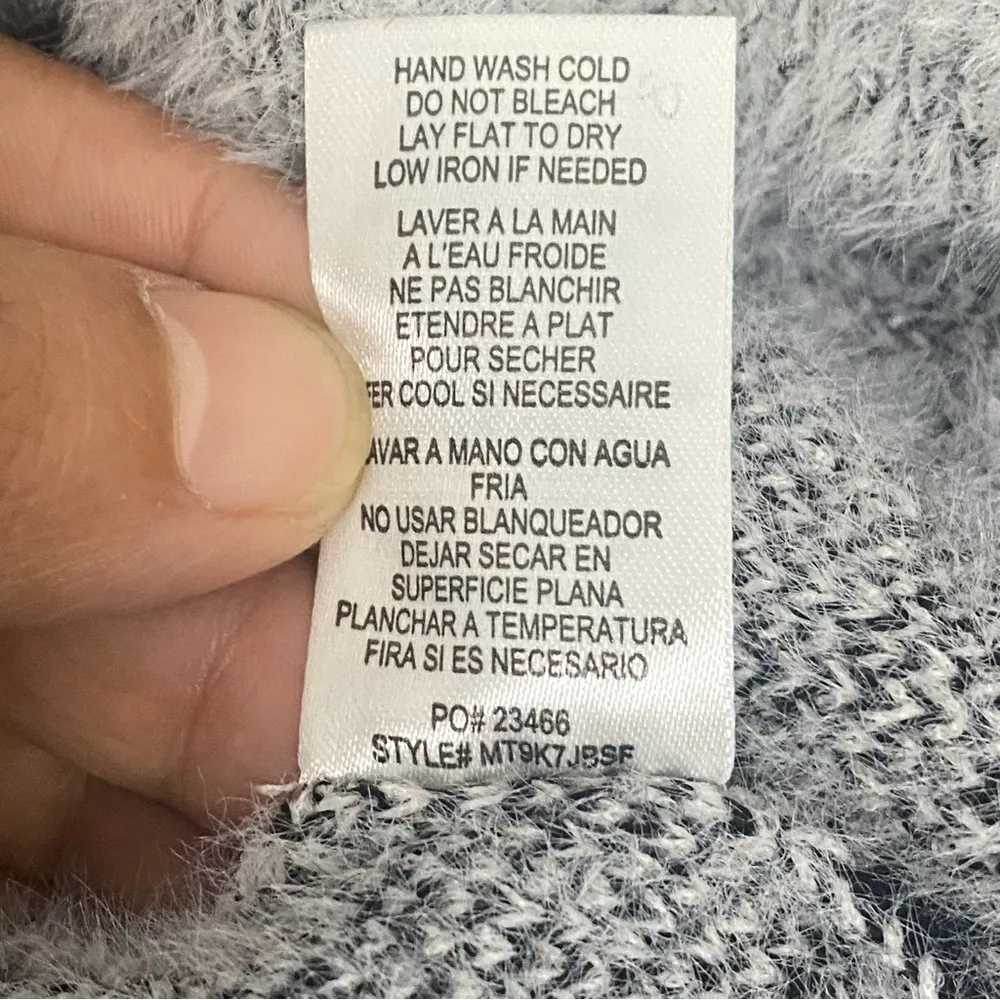 HAND WASH COLD
DO NOT BLEACH
LAY FLAT TO DRY
LOW IRON IF NEEDED
LAVER A LA MAIN
A L'EAU FROIDE
NE PAS BLANCHIR
ETENDRE A PLAT
POUR SECHER
FER COOL SI NECESSAIRE
AVAR A MANO CON AGUA
FRIA
NO USAR BLANQUEADOR
DEJAR SECAR EN
SUPERFICIE PLANA
PLANCHAR A TEMPERATURA
FIRA SI ES NECESARIO
PO# 23466
STYLE#